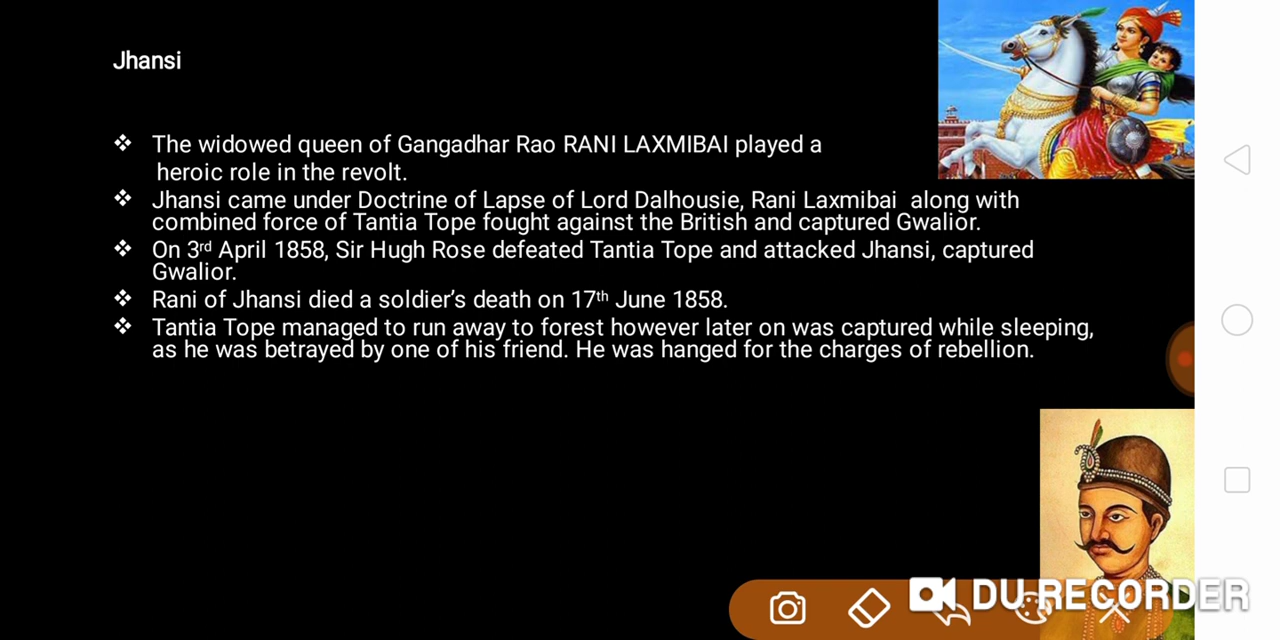 Jhansi
❖ The widowed queen of Gangadhar Rao RANI LAXMIBAI played a
heroic role in the revolt.
❖ Jhansi came under Doctrine of Lapse of Lord Dalhousie, Rani Laxmibai along with
combined force of Tantia Tope fought against the British and captured Gwalior.
❖ On 3rd April 1858, Sir Hugh Rose defeated Tantia Tope and attacked Jhansi, captured
Gwalior.
❖ Rani of Jhansi died a soldier's death on 17th June 1858.
❖ Tantia Tope managed to run away to forest however later on was captured while sleeping,
as he was betrayed by one of his friend. He was hanged for the charges of rebellion.
DU RECORDER